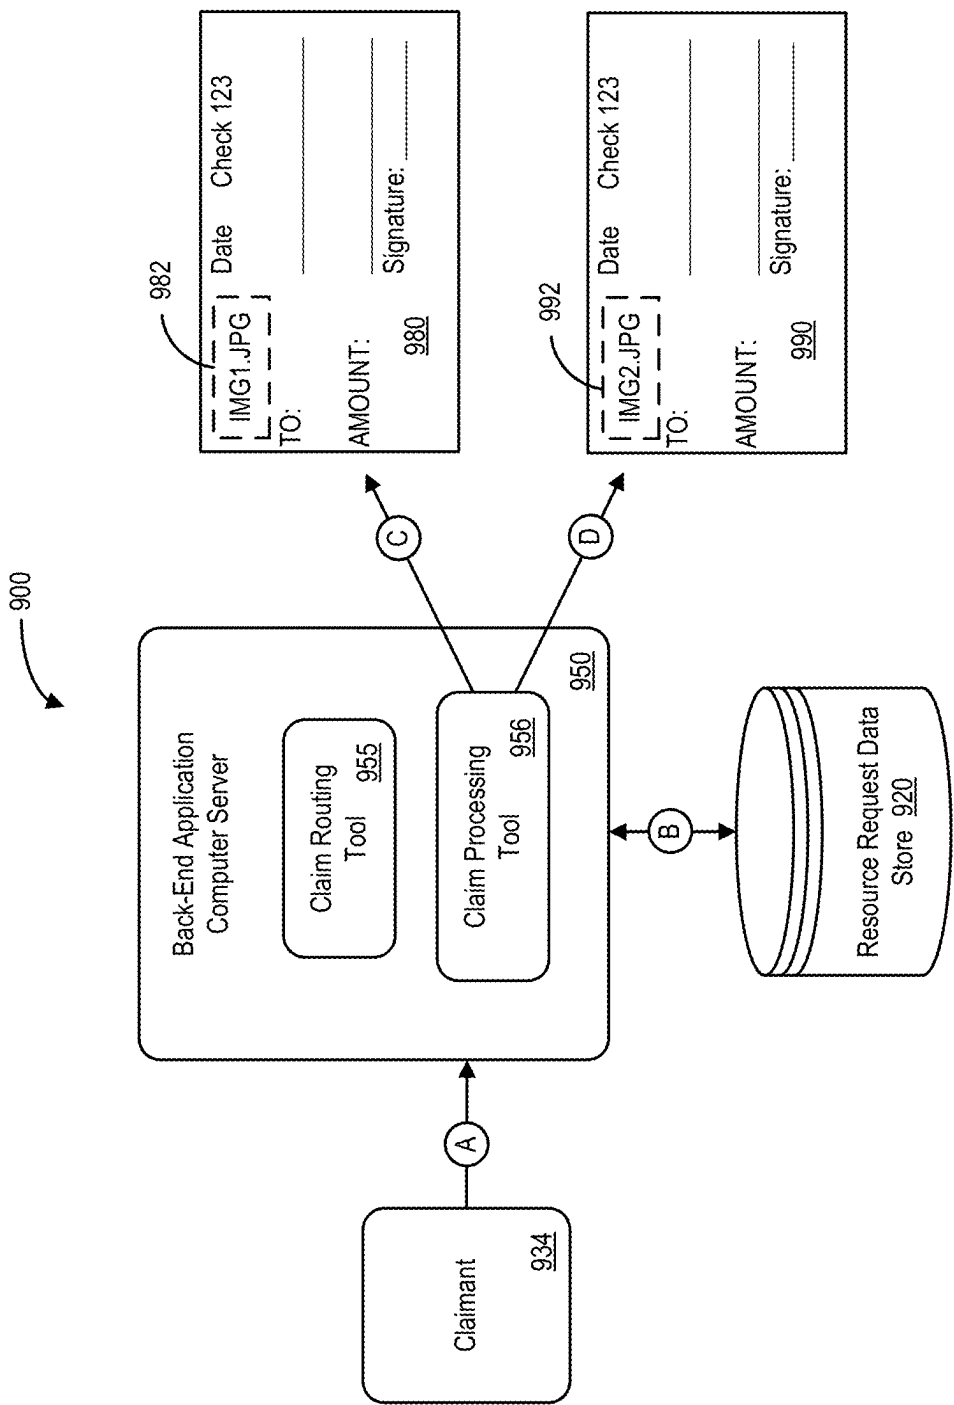 900
Claimant
934
A
Back-End Application
Computer Server
Claim Routing
Tool
955
Claim Processing
Tool
956
950
B
Resource Request Data
Store 920
C
D
982
IMG1.JPG
Date Check 123
TO:
AMOUNT:
Signature:
980
992
IMG2.JPG
Date Check 123
TO:
AMOUNT:
Signature:
990